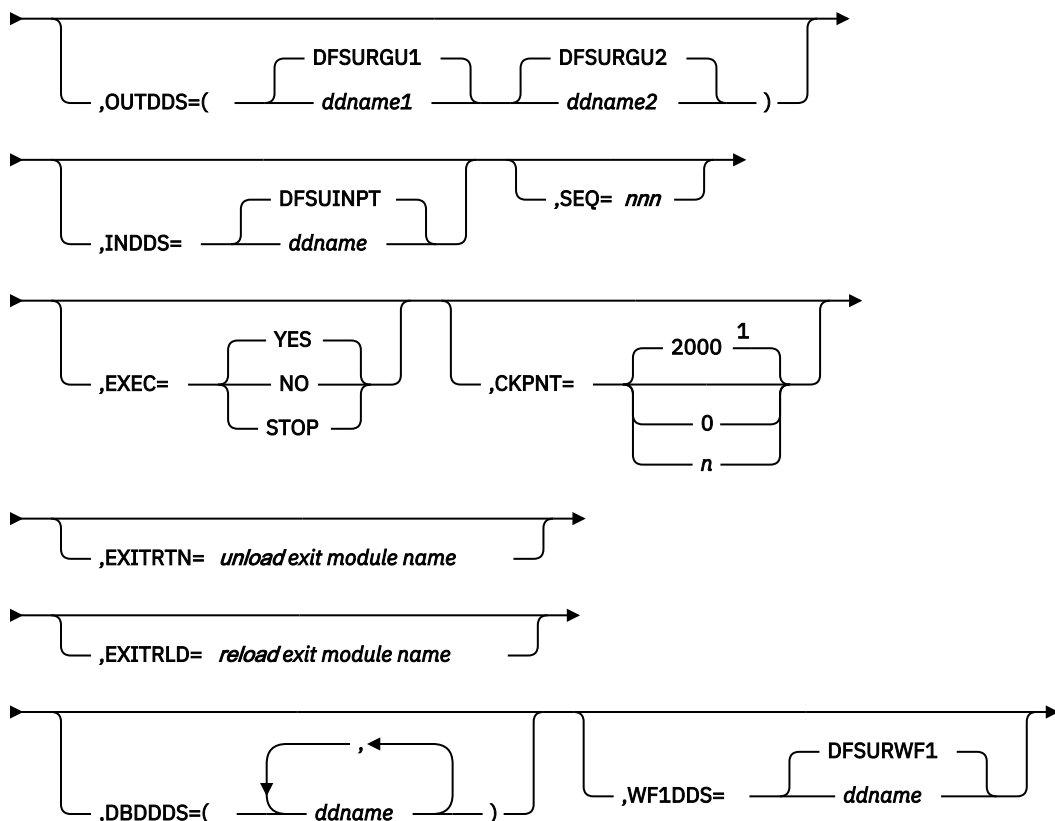 DFSURGU1 DFSURGU2
,OUTDDS=( ddname1 ddname2 )
DFSUINPT ,SEQ= nnn
,INDDS= ddname
YES 2000 1
,EXEC= NO ,CKPNT=
STOP 0
n
,EXITRTN= unload exit module name
,EXITRLD= reload exit module name
, DFSURWF1
,DBDDDS=( ddname ) ,WF1DDS= ddname